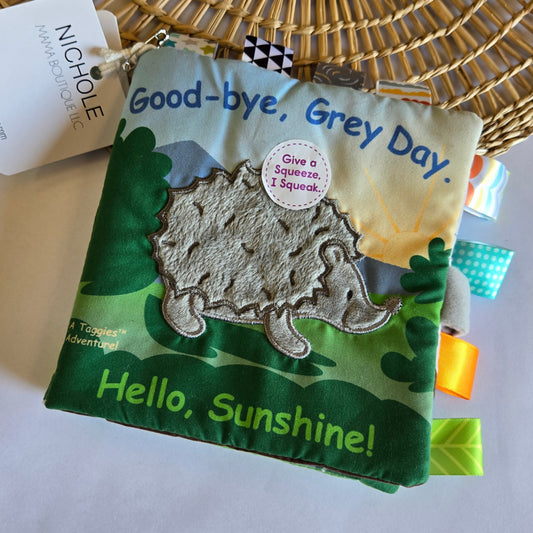 NICHOLE
MAMA BOUTIQUE LLC
Good-bye, Grey Day.
Give a
Squeeze,
I Squeak.
A Taggies™
Adventure!
Hello, Sunshine!